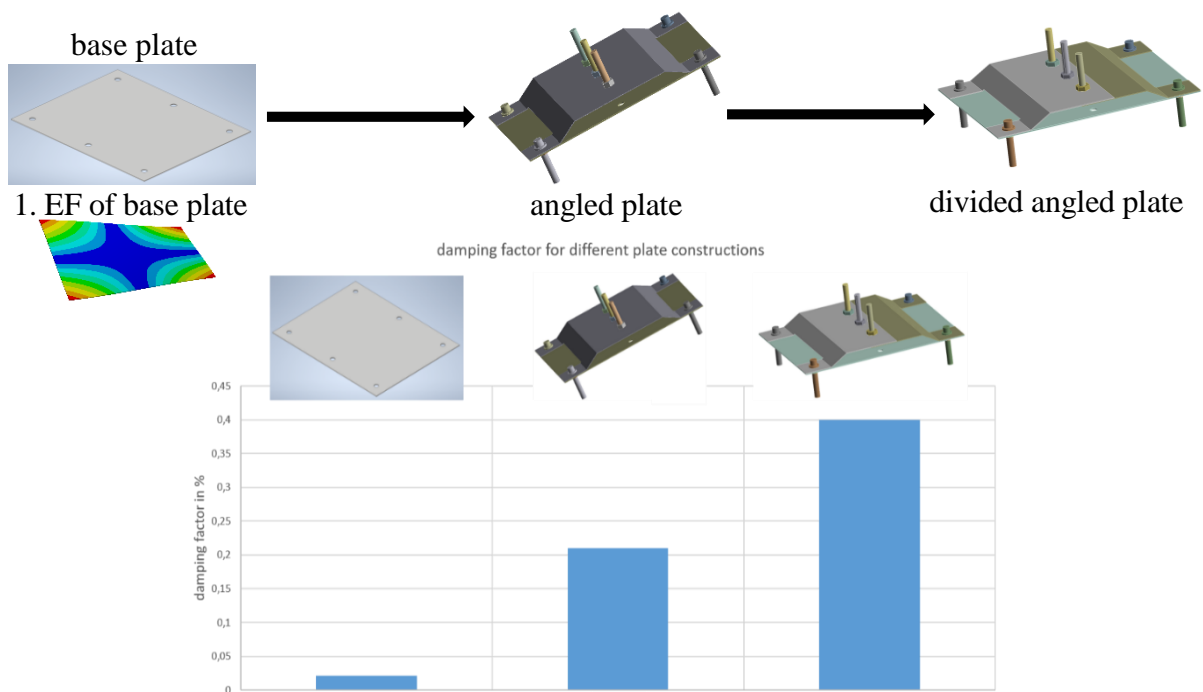 base plate
1. EF of base plate
angled plate
divided angled plate
damping factor for different plate constructions
damping factor in %
0,45
0,4
0,35
0,3
0,25
0,2
0,15
0,1
0,05
0